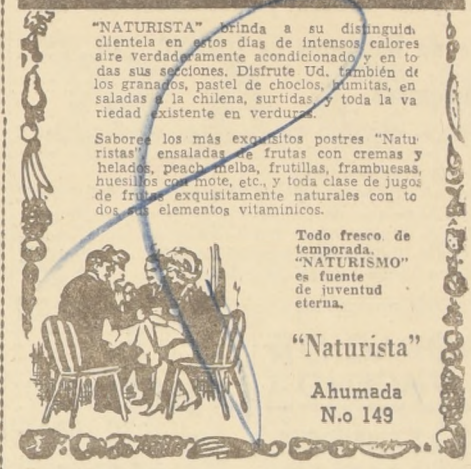 "NATURISTA" brinda a su distinguida
clientela en estos días de intensos calores
aire verdaderamente acondicionado y en to
das sus secciones. Disfrute Ud. también de
los granados, pastel de choclos, humitas, en
saladas a la chilena, surtidas, y toda la va
riedad existente en verduras.
Saboree los más exquisitos postres "Natu-
ristas", ensaladas de frutas con cremas y
helados, peach melba, frutillas, frambuesas,
huesillos con mote, etc., y toda clase de jugos
de frutas exquisitamente naturales con to
dos sus elementos vitamínicos.
Todo fresco de
temporada.
"NATURISMO"
es fuente
de juventud
eterna.
"Naturista"
Ahumada
N.o 149